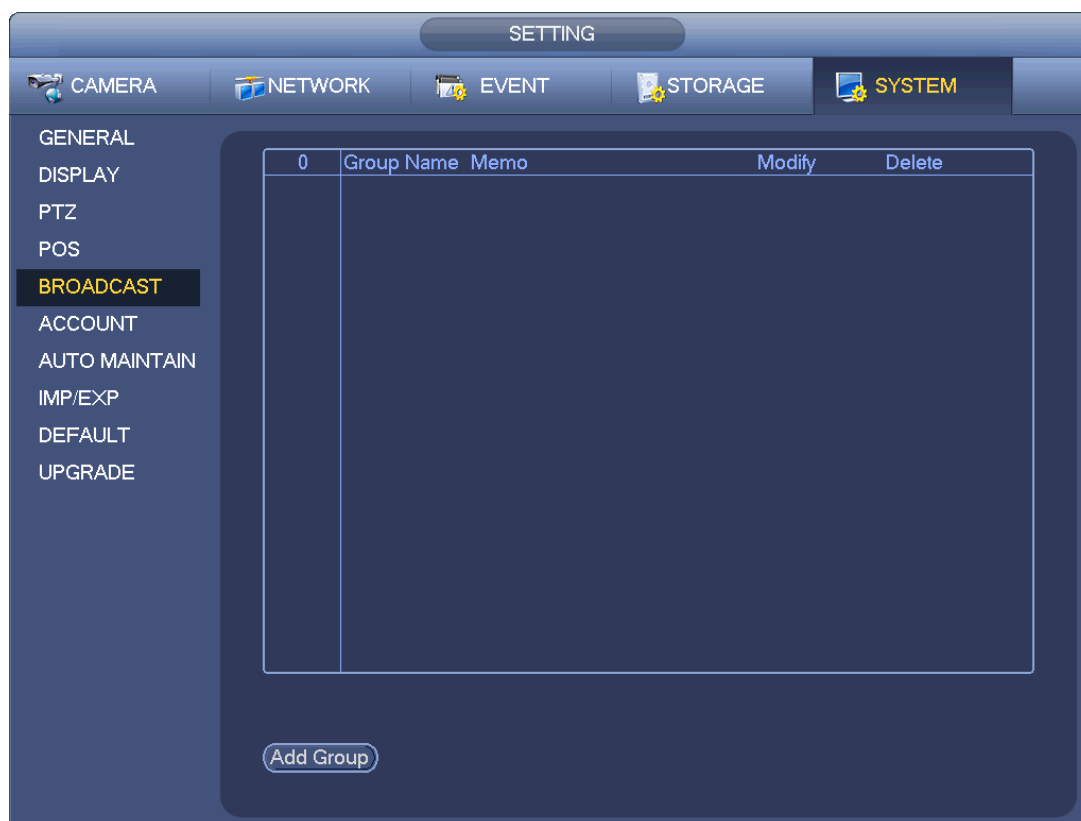 SETTING
CAMERA NETWORK EVENT STORAGE SYSTEM
GENERAL
DISPLAY
PTZ
POS
BROADCAST
ACCOUNT
AUTO MAINTAIN
IMP/EXP
DEFAULT
UPGRADE
0 Group Name Memo Modify Delete
Add Group